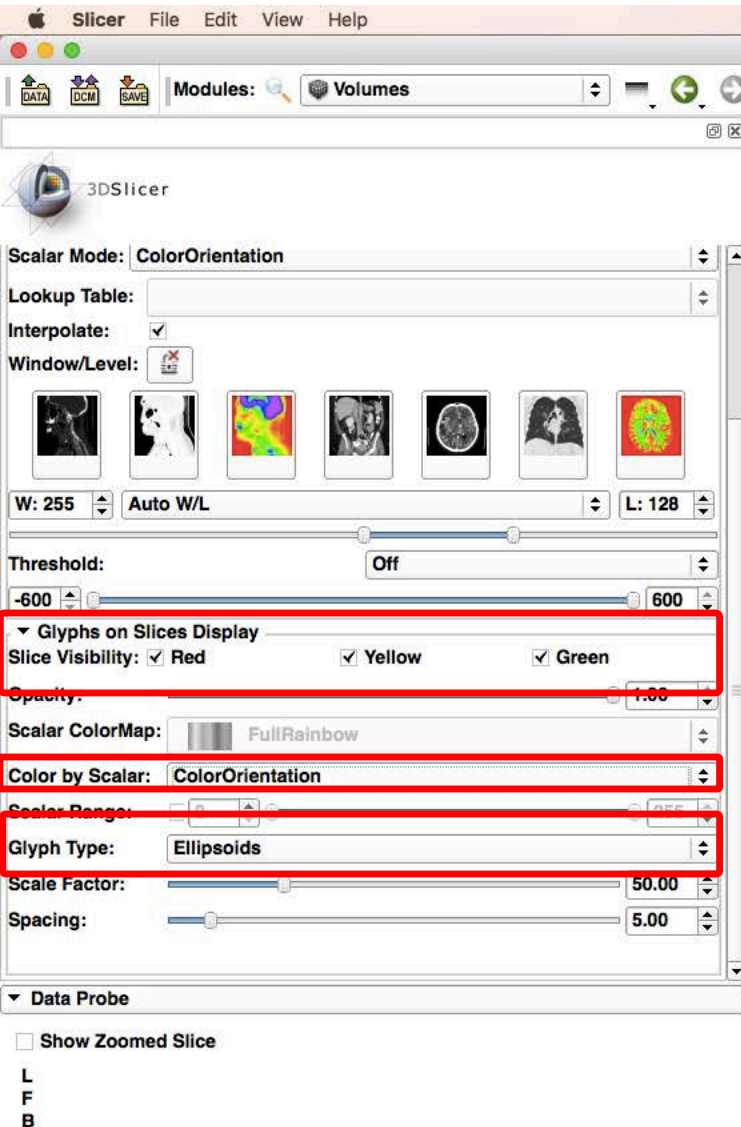 Slicer File Edit View Help
DATA DCM SAVE Modules: Volumes
3DSlicer
Scalar Mode: ColorOrientation
Lookup Table:
Interpolate:
Window/Level:
W: 255 Auto W/L L: 128
Threshold: Off
-600 600
Glyphs on Slices Display
Slice Visibility: Red Yellow Green
Opacity: 1.00
Scalar ColorMap: FullRainbow
Color by Scalar: ColorOrientation
Scalar Range: 0 255
Glyph Type: Ellipsoids
Scale Factor: 50.00
Spacing: 5.00
Data Probe
Show Zoomed Slice
L
F
B